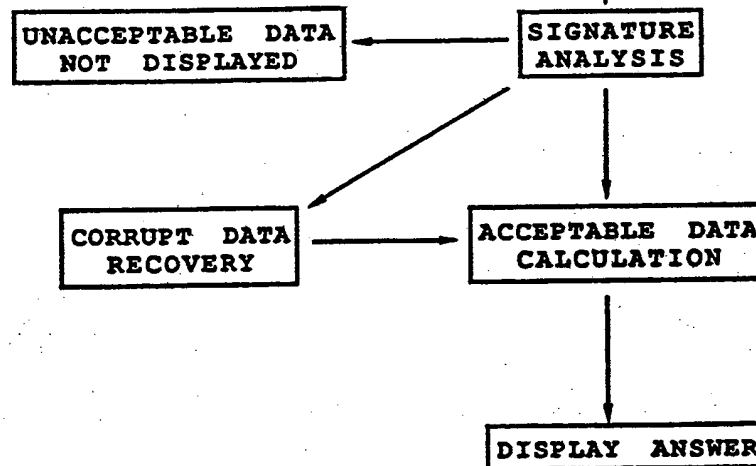 UNACCEPTABLE DATA
NOT DISPLAYED
SIGNATURE
ANALYSIS
CORRUPT DATA
RECOVERY
ACCEPTABLE DATA
CALCULATION
DISPLAY ANSWER